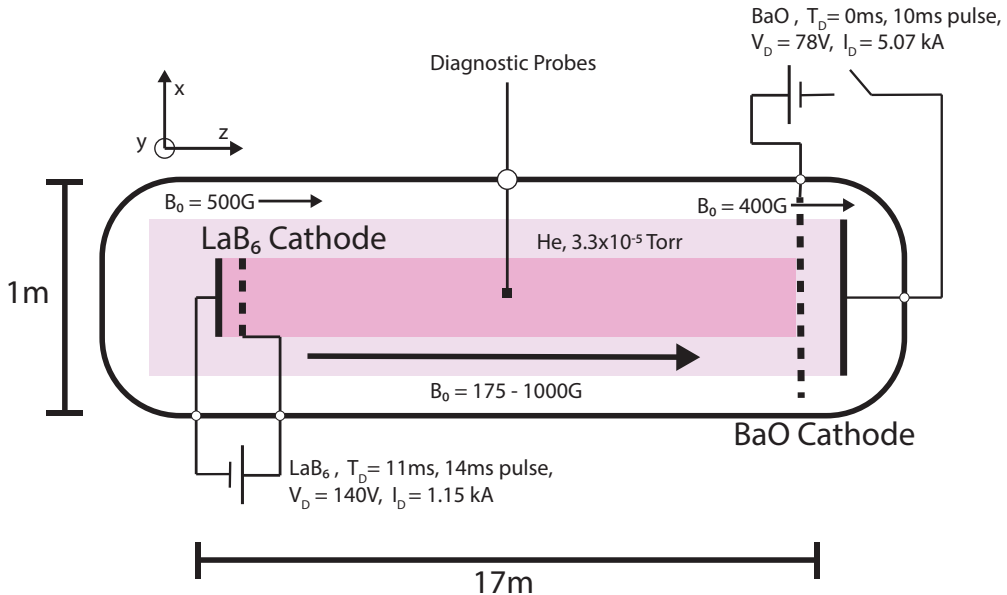 BaO , T_D= 0ms, 10ms pulse,
V_D = 78V, I_D= 5.07 kA
Diagnostic Probes
x
y
z
B₀ = 500G
B₀ = 400G
LaB₆ Cathode
He, 3.3x10⁻⁵ Torr
1m
B₀ = 175 - 1000G
BaO Cathode
LaB₆ , T_D= 11ms, 14ms pulse,
V_D = 140V, I_D= 1.15 kA
17m